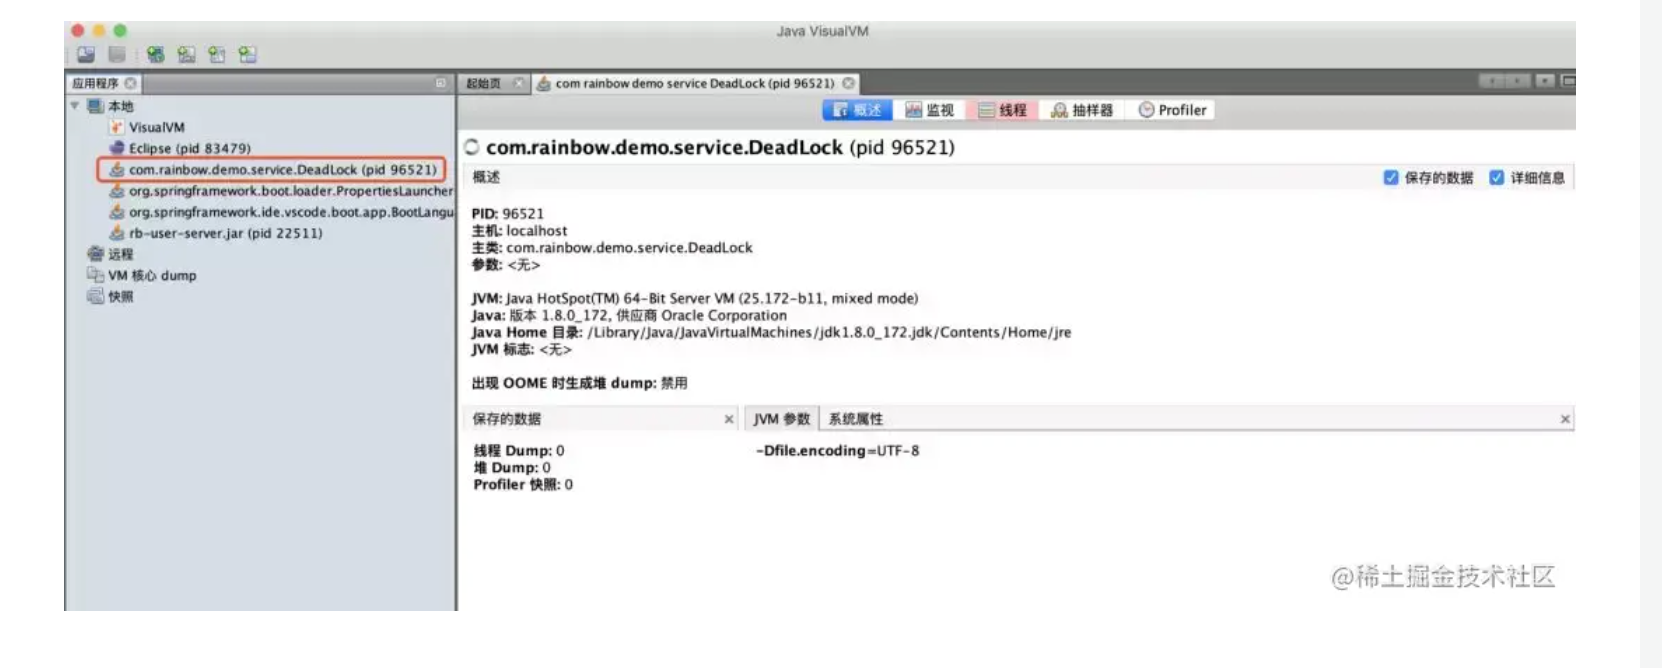 Java VisualVM
应用程序
本地
VisualVM
Eclipse (pid 83479)
com.rainbow.demo.service.DeadLock (pid 96521)
org.springframework.boot.loader.PropertiesLauncher
org.springframework.ide.vscode.boot.app.BootLangu
rb-user-server.jar (pid 22511)
远程
VM 核心 dump
快照
起始页 com rainbow demo service DeadLock (pid 96521)
概述 监视 线程 抽样器 Profiler
com.rainbow.demo.service.DeadLock (pid 96521)
概述 保存的数据 详细信息
PID: 96521
主机: localhost
主类: com.rainbow.demo.service.DeadLock
参数: <无>
JVM: Java HotSpot(TM) 64-Bit Server VM (25.172-b11, mixed mode)
Java: 版本 1.8.0_172, 供应商 Oracle Corporation
Java Home 目录: /Library/Java/JavaVirtualMachines/jdk1.8.0_172.jdk/Contents/Home/jre
JVM 标志: <无>
出现 OOME 时生成堆 dump: 禁用
保存的数据
线程 Dump: 0
堆 Dump: 0
Profiler 快照: 0
JVM 参数 系统属性
-Dfile.encoding=UTF-8
@稀土掘金技术社区